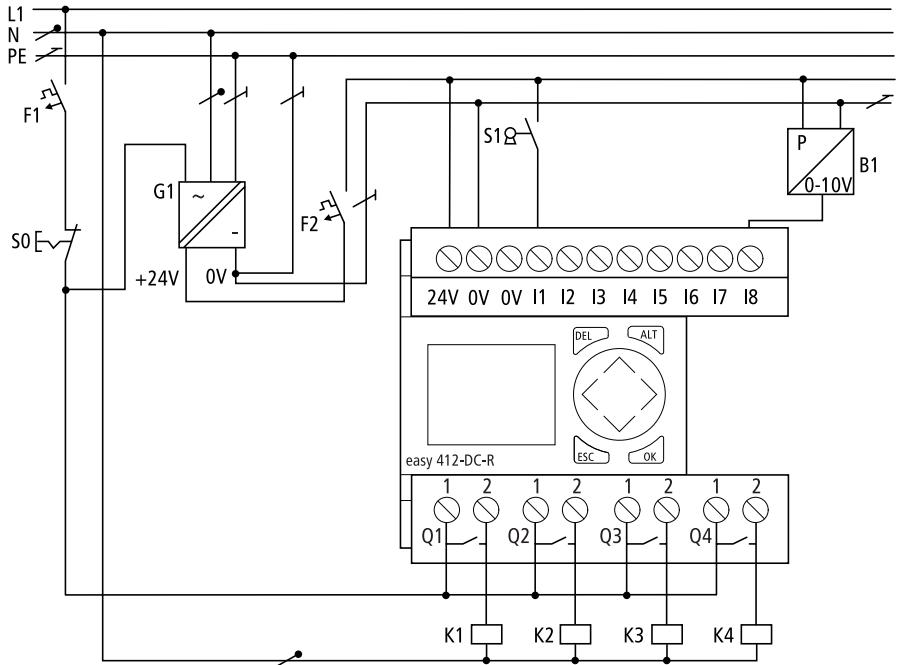 L1
N
PE
F1
S0
G1
~
-
+24V
0V
F2
S1
P
0-10V
B1
24V 0V 0V I1 I2 I3 I4 I5 I6 I7 I8
DEL
ALT
ESC
OK
easy 412-DC-R
1 2 1 2 1 2 1 2
Q1 Q2 Q3 Q4
K1 K2 K3 K4